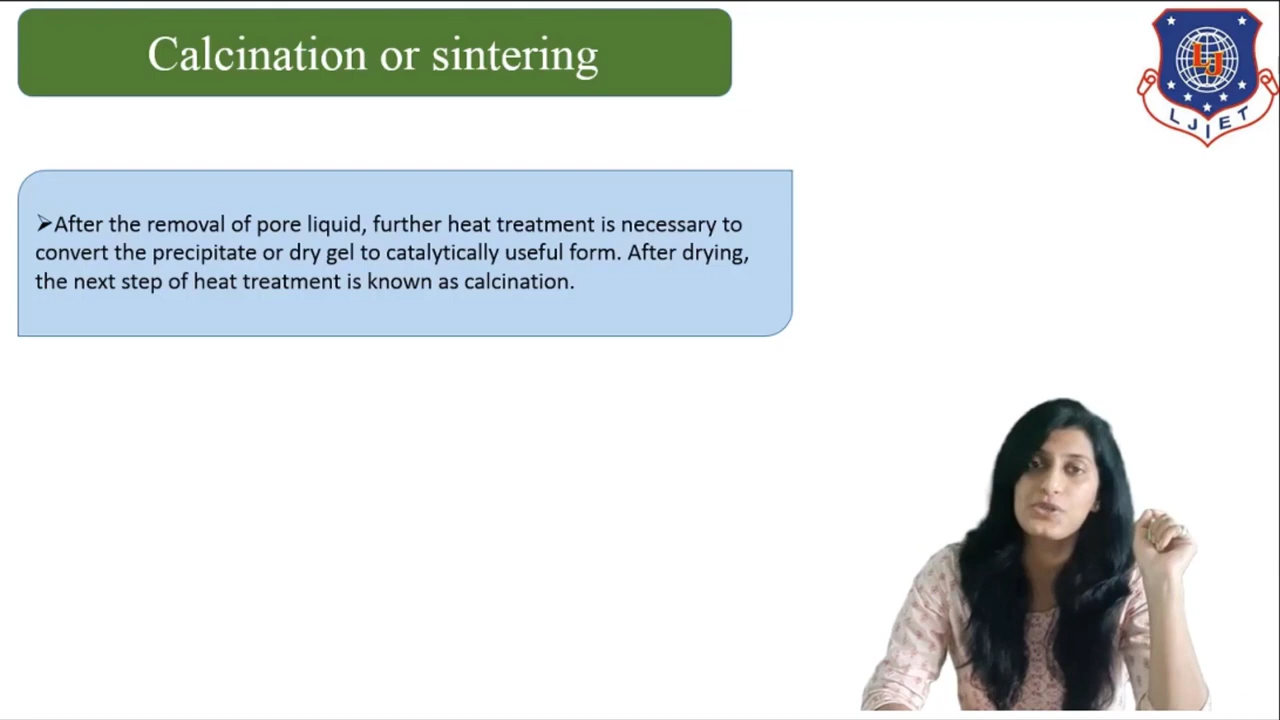 Calcination or sintering
LJ
LJIET
➢After the removal of pore liquid, further heat treatment is necessary to
convert the precipitate or dry gel to catalytically useful form. After drying,
the next step of heat treatment is known as calcination.